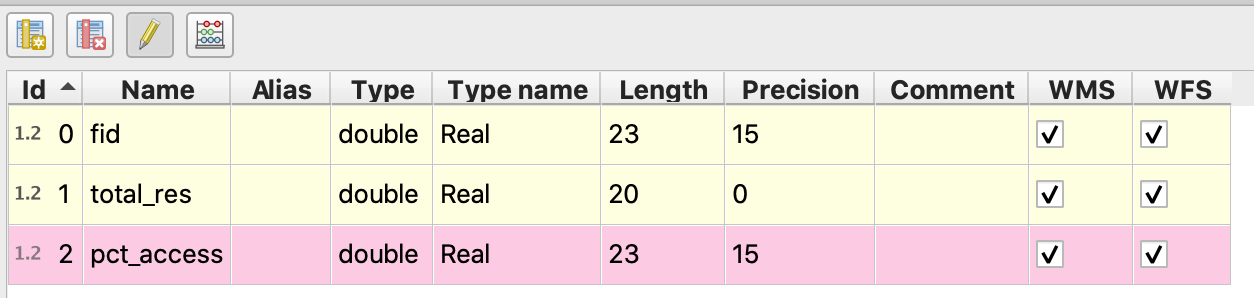 Id Name Alias Type Type name Length Precision Comment WMS WFS
1.2 0 fid double Real 23 15
1.2 1 total_res double Real 20 0
1.2 2 pct_access double Real 23 15